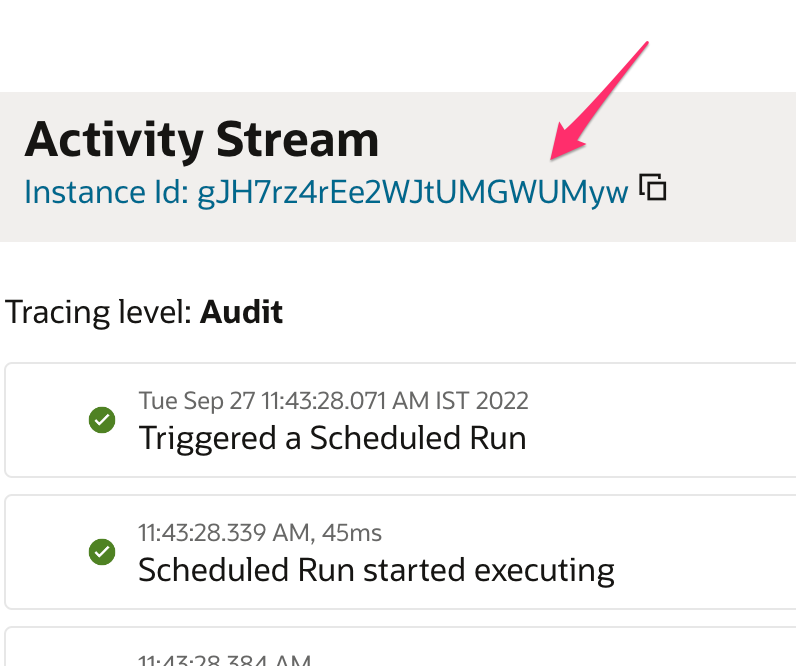 Activity Stream
Instance Id: gJH7rz4rEe2WJtUMGWUMyw
Tracing level: Audit
Tue Sep 27 11:43:28.071 AM IST 2022
Triggered a Scheduled Run
11:43:28.339 AM, 45ms
Scheduled Run started executing
11:43:28.384 AM